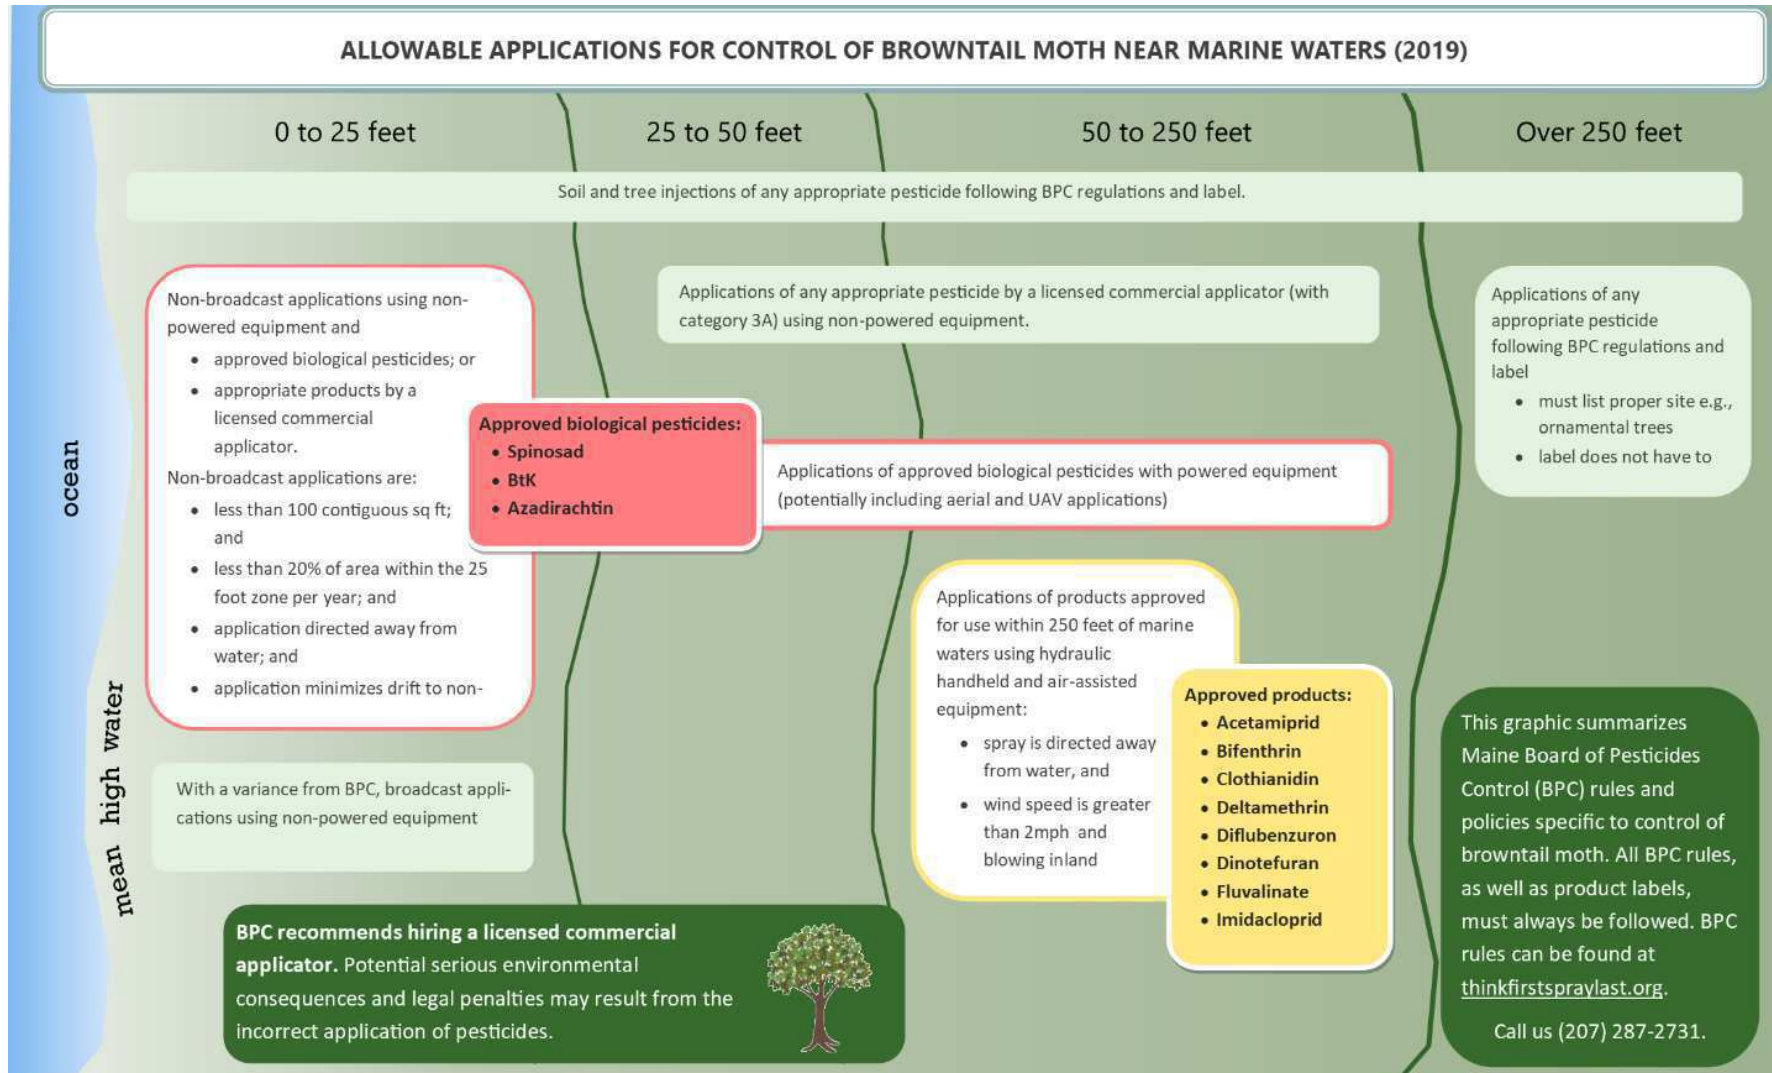 ALLOWABLE APPLICATIONS FOR CONTROL OF BROWNTAIL MOTH NEAR MARINE WATERS (2019)
0 to 25 feet
25 to 50 feet
50 to 250 feet
Over 250 feet
Soil and tree injections of any appropriate pesticide following BPC regulations and label.
ocean
mean high water
Non-broadcast applications using non-
powered equipment and
• approved biological pesticides; or
• appropriate products by a
licensed commercial
applicator.
Non-broadcast applications are:
• less than 100 contiguous sq ft;
and
• less than 20% of area within the 25
foot zone per year; and
• application directed away from
water; and
• application minimizes drift to non-
With a variance from BPC, broadcast appli-
cations using non-powered equipment
Approved biological pesticides:
• Spinosad
• BtK
• Azadirachtin
Applications of any appropriate pesticide by a licensed commercial applicator (with
category 3A) using non-powered equipment.
Applications of approved biological pesticides with powered equipment
(potentially including aerial and UAV applications)
Applications of products approved
for use within 250 feet of marine
waters using hydraulic
handheld and air-assisted
equipment:
• spray is directed away
from water, and
• wind speed is greater
than 2mph and
blowing inland
Approved products:
• Acetamiprid
• Bifenthrin
• Clothianidin
• Deltamethrin
• Diflubenzuron
• Dinotefuran
• Fluvalinate
• Imidacloprid
Applications of any
appropriate pesticide
following BPC regulations and
label
• must list proper site e.g.,
ornamental trees
• label does not have to
BPC recommends hiring a licensed commercial
applicator. Potential serious environmental
consequences and legal penalties may result from the
incorrect application of pesticides.
This graphic summarizes
Maine Board of Pesticides
Control (BPC) rules and
policies specific to control of
browntail moth. All BPC rules,
as well as product labels,
must always be followed. BPC
rules can be found at
thinkfirstspraylast.org.
Call us (207) 287-2731.